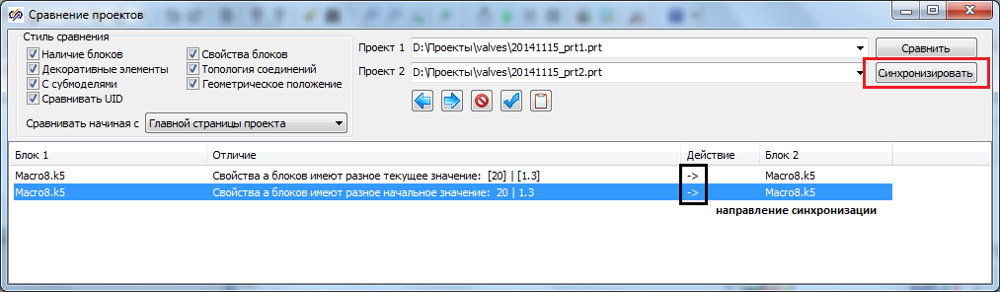 Сравнение проектов
Стиль сравнения
Наличие блоков
Свойства блоков
Декоративные элементы
Топология соединений
С субмоделями
Геометрическое положение
Сравнивать UID
Сравнивать начиная с Главной страницы проекта
Проект 1 D:\Проекты\valves\20141115_prt1.prt Сравнить
Проект 2 D:\Проекты\valves\20141115_prt2.prt Синхронизировать
Блок 1 Отличие Действие Блок 2
Macro8.k5 Свойства a блоков имеют разное текущее значение: [20] | [1.3] -> Macro8.k5
Macro8.k5 Свойства a блоков имеют разное начальное значение: 20 | 1.3 -> Macro8.k5
направление синхронизации